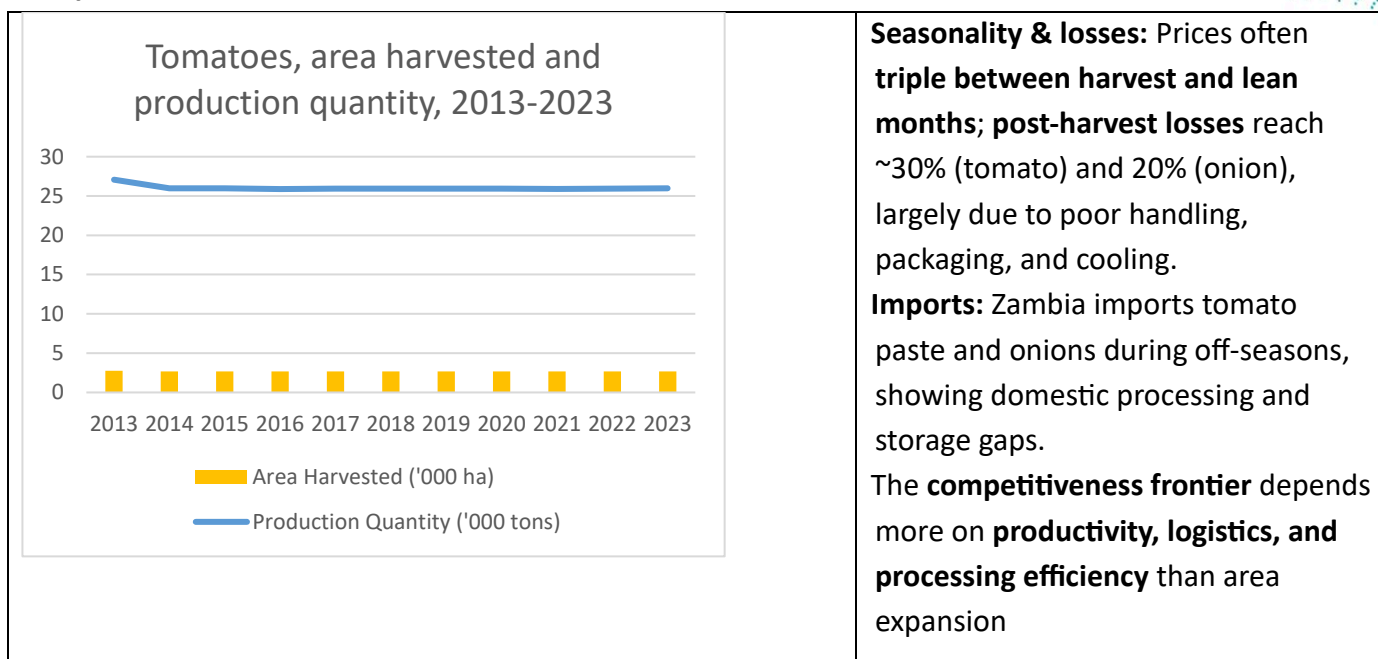 Tomatoes, area harvested and
production quantity, 2013-2023
30
25
20
15
10
5
0
2013 2014 2015 2016 2017 2018 2019 2020 2021 2022 2023
Area Harvested ('000 ha)
Production Quantity ('000 tons)
Seasonality & losses: Prices often
triple between harvest and lean
months; post-harvest losses reach
~30% (tomato) and 20% (onion),
largely due to poor handling,
packaging, and cooling.
Imports: Zambia imports tomato
paste and onions during off-seasons,
showing domestic processing and
storage gaps.
The competitiveness frontier depends
more on productivity, logistics, and
processing efficiency than area
expansion